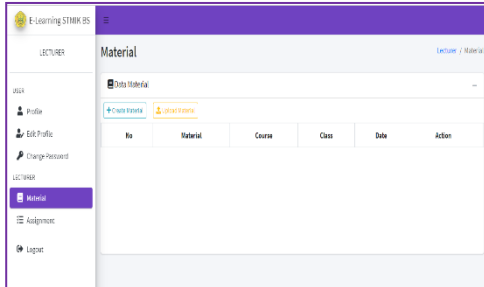 E-Learning STMIK BS
LECTURER
USER
Profile
Edit Profile
Change Password
LECTURER
Material
Assignment
Logout
Material
Lecturer / Material
Data Material
+ Create Material
Upload Material
No Material Course Class Date Action